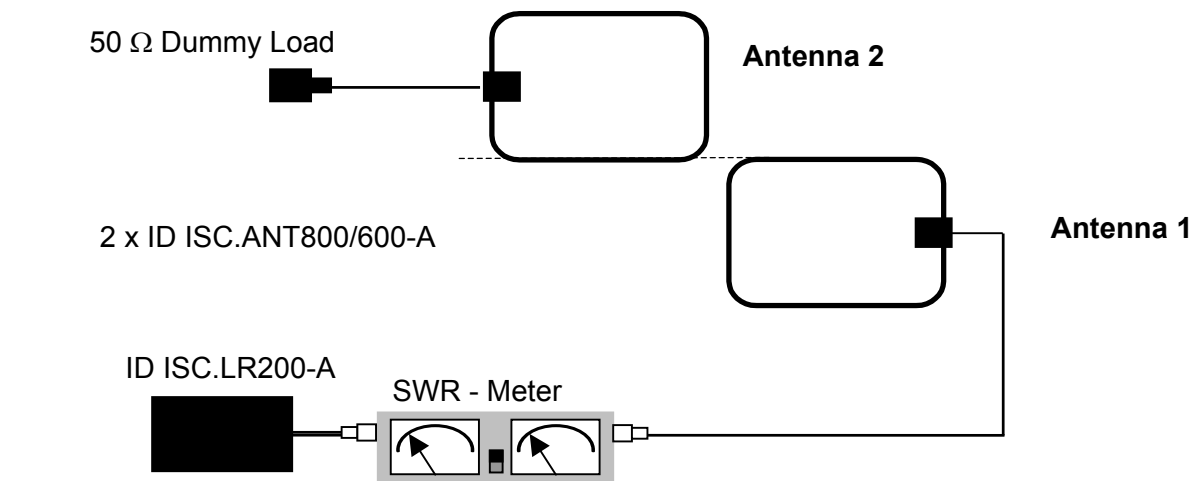 50 Ω Dummy Load
Antenna 2
2 x ID ISC.ANT800/600-A
Antenna 1
ID ISC.LR200-A
SWR - Meter